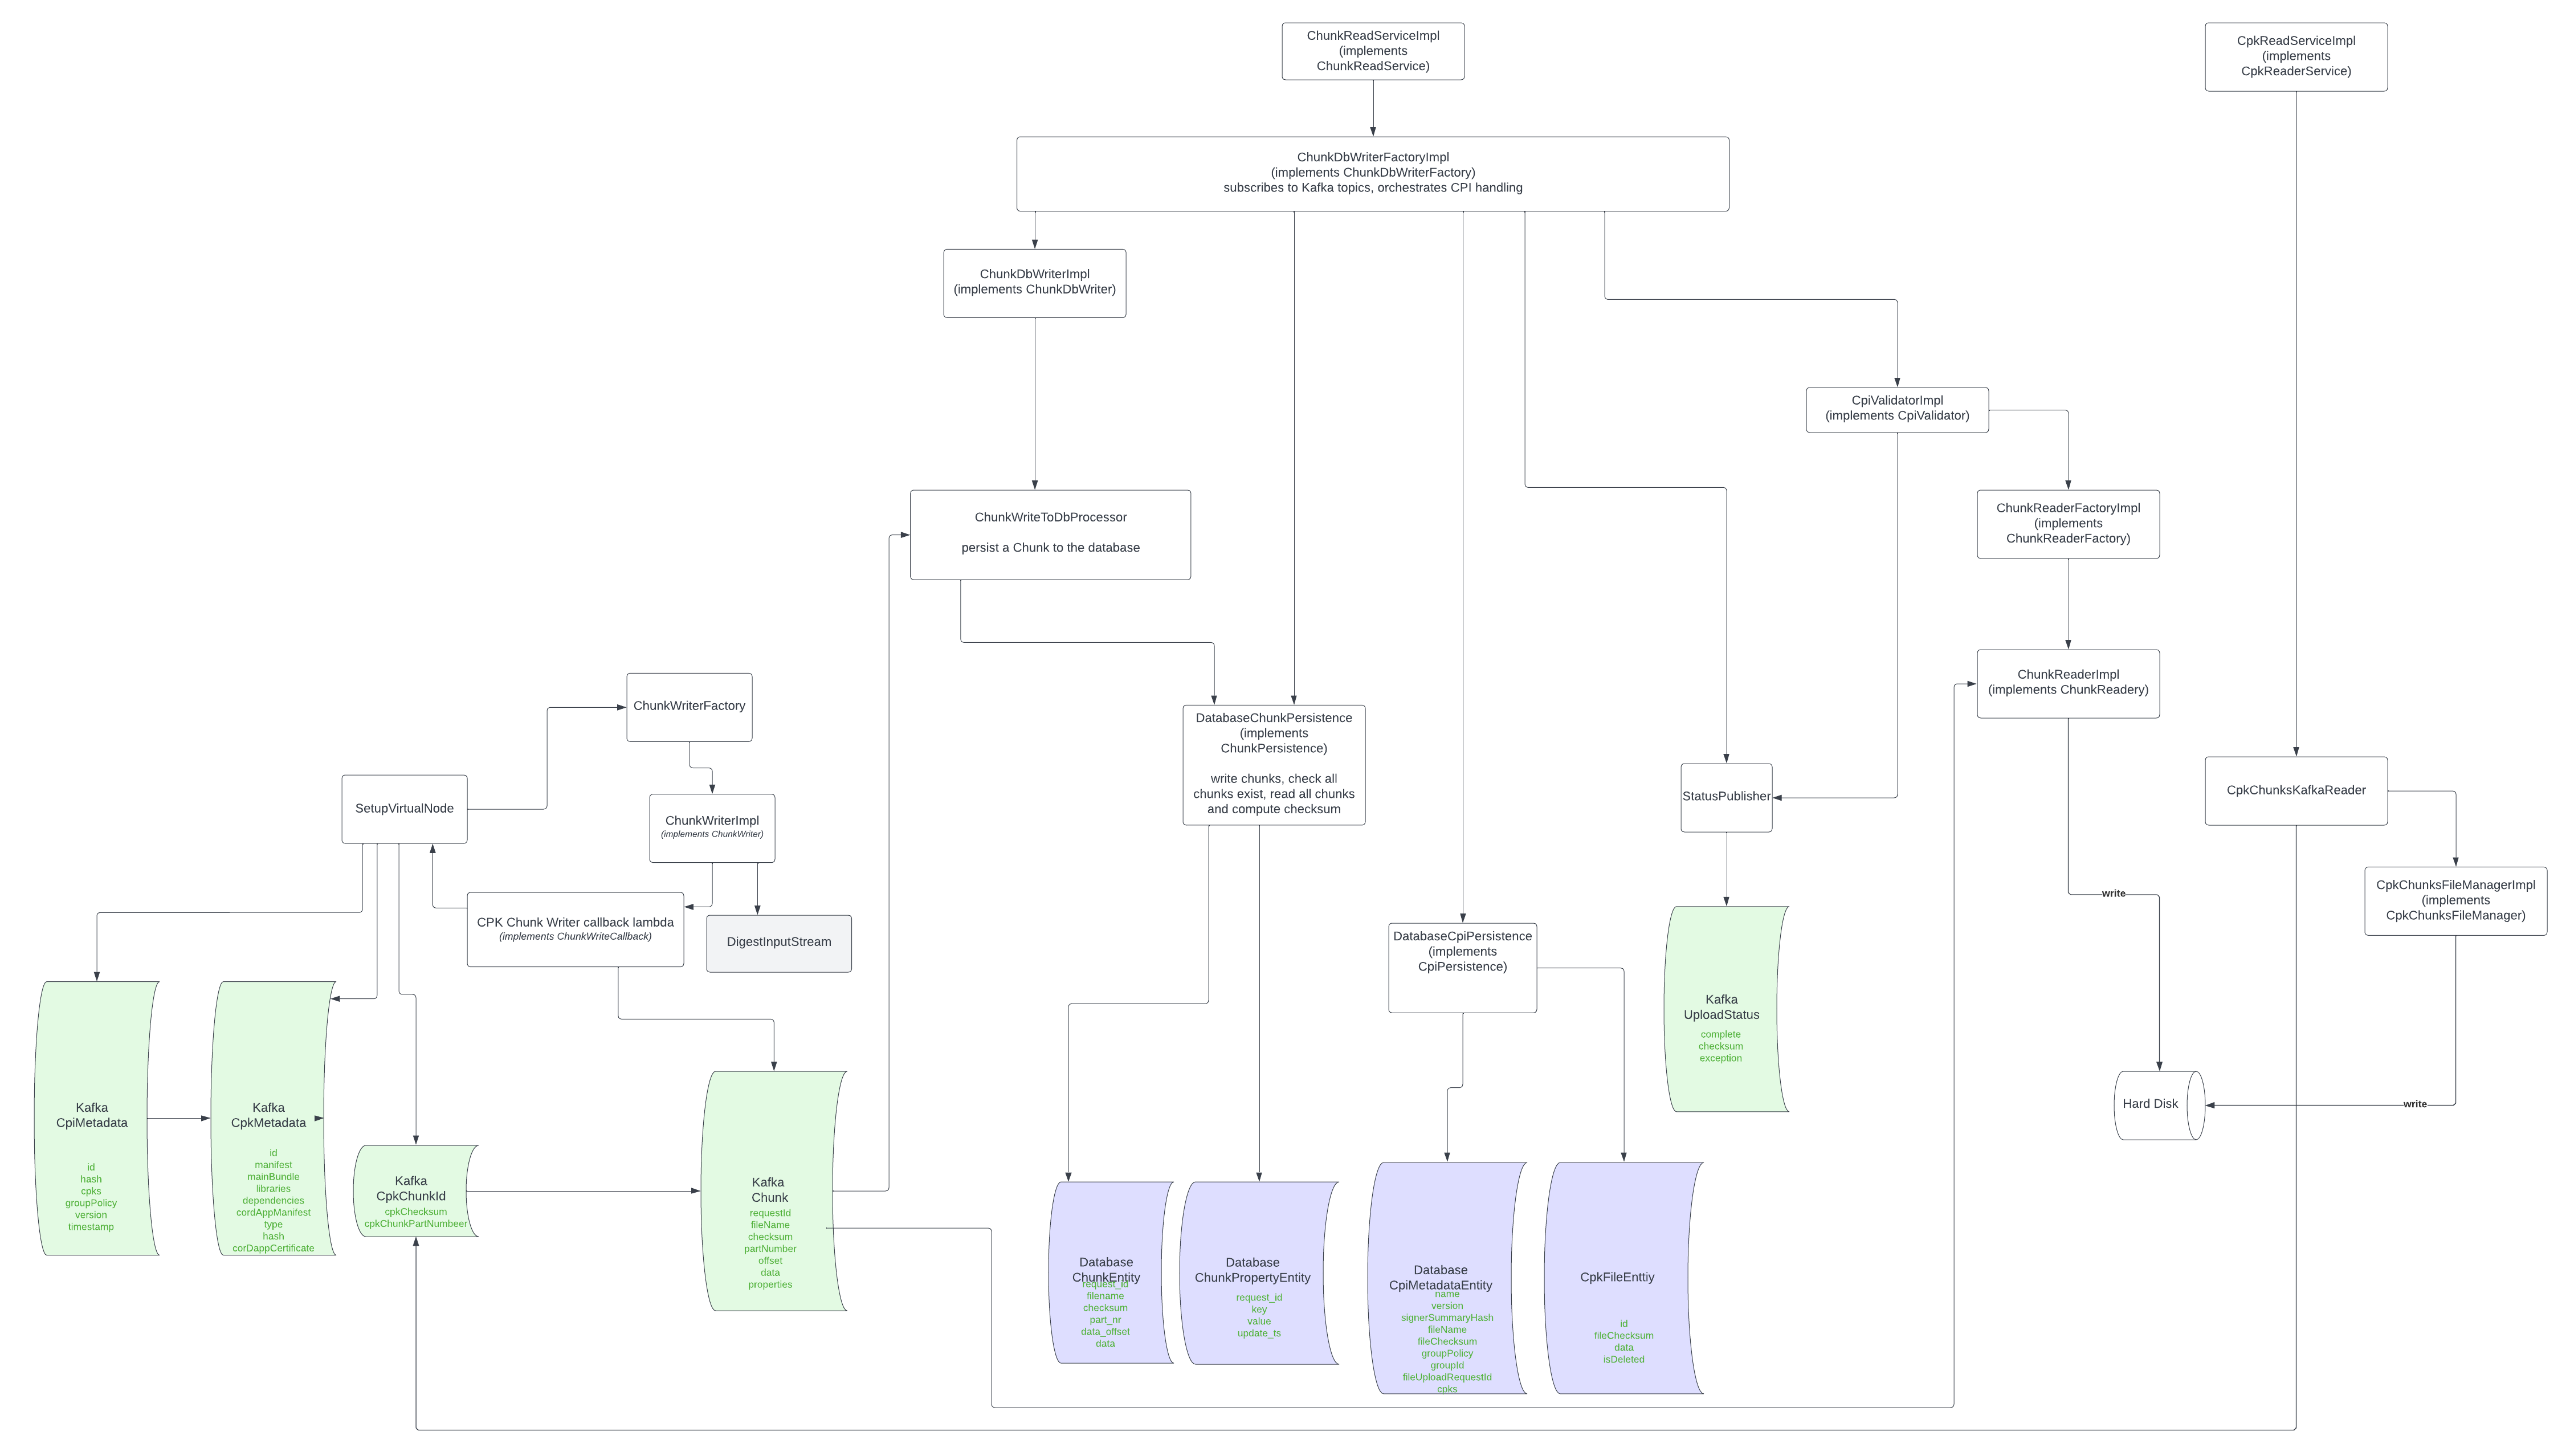 ChunkReadServiceImpl
(implements
ChunkReadService)
CpkReadServiceImpl
(implements
CpkReaderService)
ChunkDbWriterFactoryImpl
(implements ChunkDbWriterFactory)
subscribes to Kafka topics, orchestrates CPI handling
ChunkDbWriterImpl
(implements ChunkDbWriter)
CpiValidatorImpl
(implements CpiValidator)
ChunkWriteToDbProcessor
persist a Chunk to the database
ChunkReaderFactoryImpl
(implements
ChunkReaderFactory)
ChunkReaderImpl
(implements ChunkReadery)
ChunkWriterFactory
DatabaseChunkPersistence
(implements
ChunkPersistence)
write chunks, check all
chunks exist, read all chunks
and compute checksum
SetupVirtualNode
ChunkWriterImpl
(implements ChunkWriter)
StatusPublisher
CpkChunksKafkaReader
CPK Chunk Writer callback lambda
(implements ChunkWriteCallback)
DigestInputStream
DatabaseCpiPersistence
(implements
CpiPersistence)
write
CpkChunksFileManagerImpl
(implements
CpkChunksFileManager)
Kafka
UploadStatus
complete
checksum
exception
Hard Disk
write
Kafka
CpiMetadata
id
hash
cpks
groupPolicy
version
timestamp
Kafka
CpkMetadata
id
manifest
mainBundle
libraries
dependencies
cordAppManifest
type
hash
corDappCertificate
Kafka
CpkChunkId
cpkChecksum
cpkChunkPartNumbeer
Kafka
Chunk
requestId
fileName
checksum
partNumber
offset
data
properties
Database
ChunkEntity
request_id
filename
checksum
part_nr
data_offset
data
Database
ChunkPropertyEntity
request_id
key
value
update_ts
Database
CpiMetadataEntity
name
version
signerSummaryHash
fileName
fileChecksum
groupPolicy
groupId
fileUploadRequestId
cpks
CpkFileEnttiy
id
fileChecksum
data
isDeleted